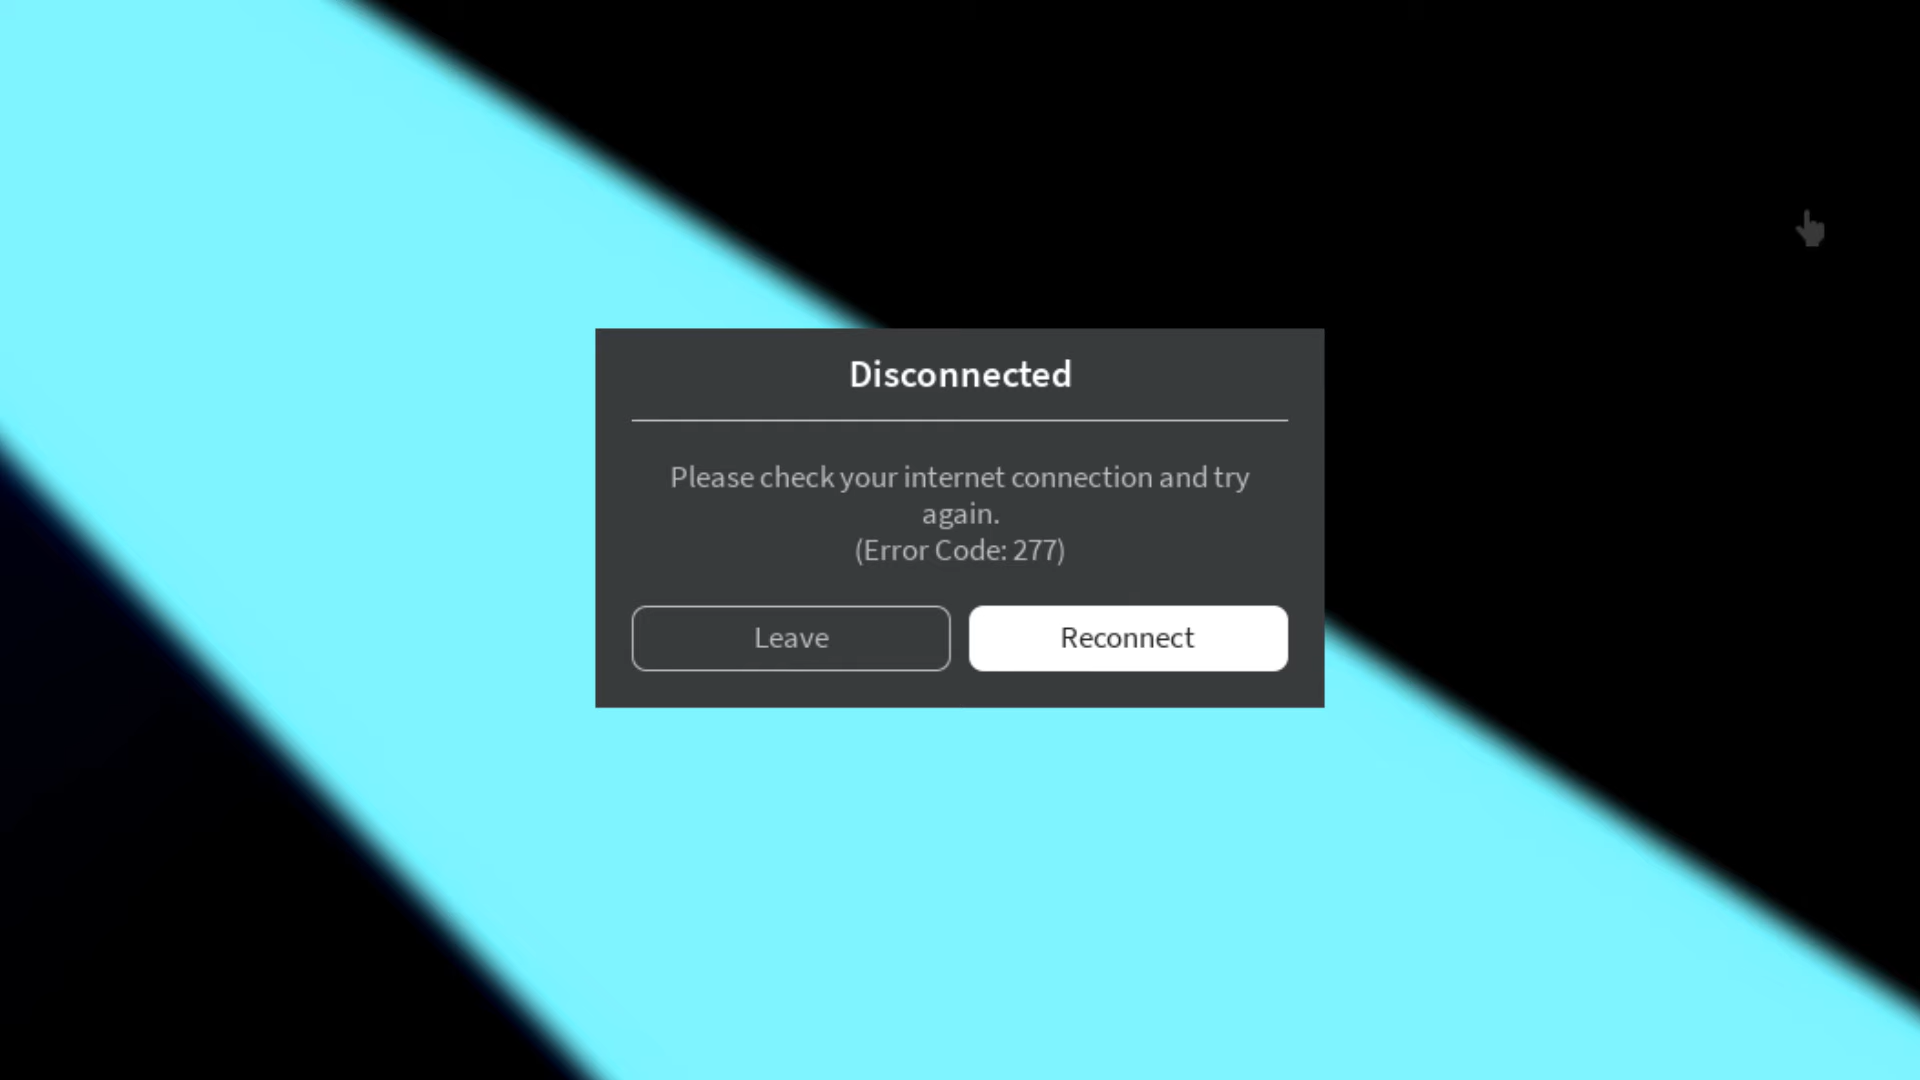 Disconnected
Please check your internet connection and try
again.
(Error Code: 277)
Leave
Reconnect